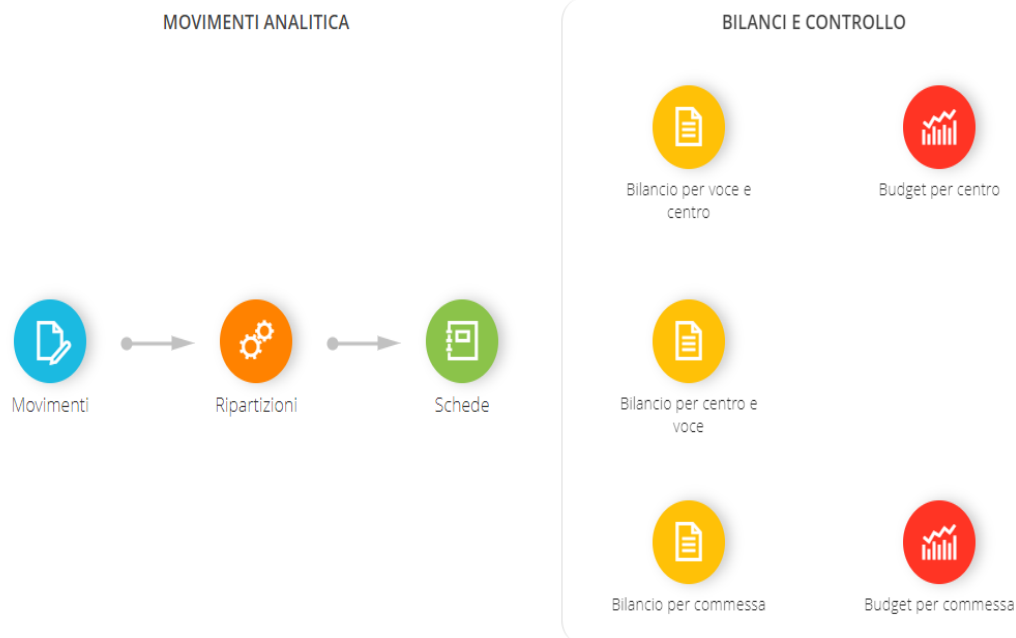 MOVIMENTI ANALITICA
Movimenti
Ripartizioni
Schede
BILANCI E CONTROLLO
Bilancio per voce e
centro
Budget per centro
Bilancio per centro e
voce
Bilancio per commessa
Budget per commessa